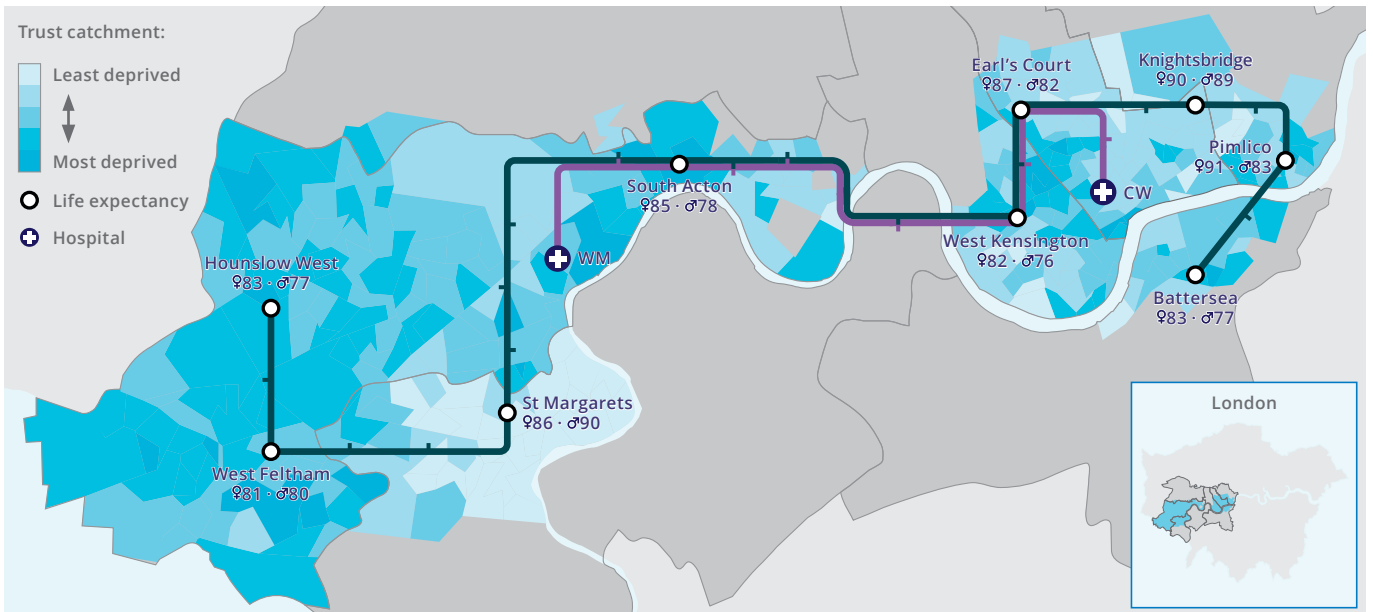 Trust catchment:
Least deprived
Most deprived
Life expectancy
Hospital
Hounslow West
♀83 · ♂77
West Feltham
♀81 · ♂80
St Margarets
♀86 · ♂90
WM
South Acton
♀85 · ♂78
West Kensington
♀82 · ♂76
Earl's Court
♀87 · ♂82
CW
Knightsbridge
♀90 · ♂89
Pimlico
♀91 · ♂83
Battersea
♀83 · ♂77
London